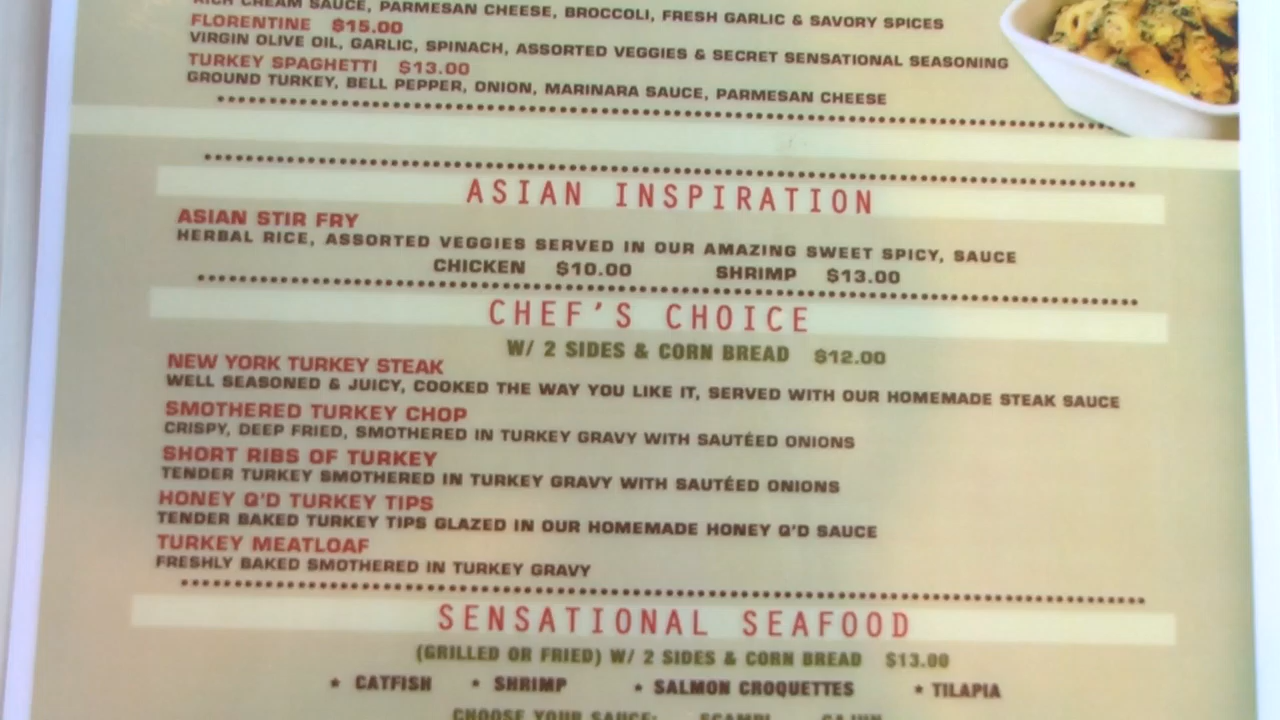 RICH CREAM SAUCE, PARMESAN CHEESE, BROCCOLI, FRESH GARLIC & SAVORY SPICES
FLORENTINE $15.00
VIRGIN OLIVE OIL, GARLIC, SPINACH, ASSORTED VEGGIES & SECRET SENSATIONAL SEASONING
TURKEY SPAGHETTI $13.00
GROUND TURKEY, BELL PEPPER, ONION, MARINARA SAUCE, PARMESAN CHEESE
ASIAN INSPIRATION
ASIAN STIR FRY
HERBAL RICE, ASSORTED VEGGIES SERVED IN OUR AMAZING SWEET SPICY, SAUCE
CHICKEN $10.00 SHRIMP $13.00
CHEF'S CHOICE
W/ 2 SIDES & CORN BREAD $12.00
NEW YORK TURKEY STEAK
WELL SEASONED & JUICY, COOKED THE WAY YOU LIKE IT, SERVED WITH OUR HOMEMADE STEAK SAUCE
SMOTHERED TURKEY CHOP
CRISPY, DEEP FRIED, SMOTHERED IN TURKEY GRAVY WITH SAUTÉED ONIONS
SHORT RIBS OF TURKEY
TENDER TURKEY SMOTHERED IN TURKEY GRAVY WITH SAUTÉED ONIONS
HONEY Q'D TURKEY TIPS
TENDER BAKED TURKEY TIPS GLAZED IN OUR HOMEMADE HONEY Q'D SAUCE
TURKEY MEATLOAF
FRESHLY BAKED SMOTHERED IN TURKEY GRAVY
SENSATIONAL SEAFOOD
(GRILLED OR FRIED) W/ 2 SIDES & CORN BREAD $13.00
* CATFISH * SHRIMP * SALMON CROQUETTES * TILAPIA
CHOOSE YOUR SAUCE: SCAMPI CAJUN